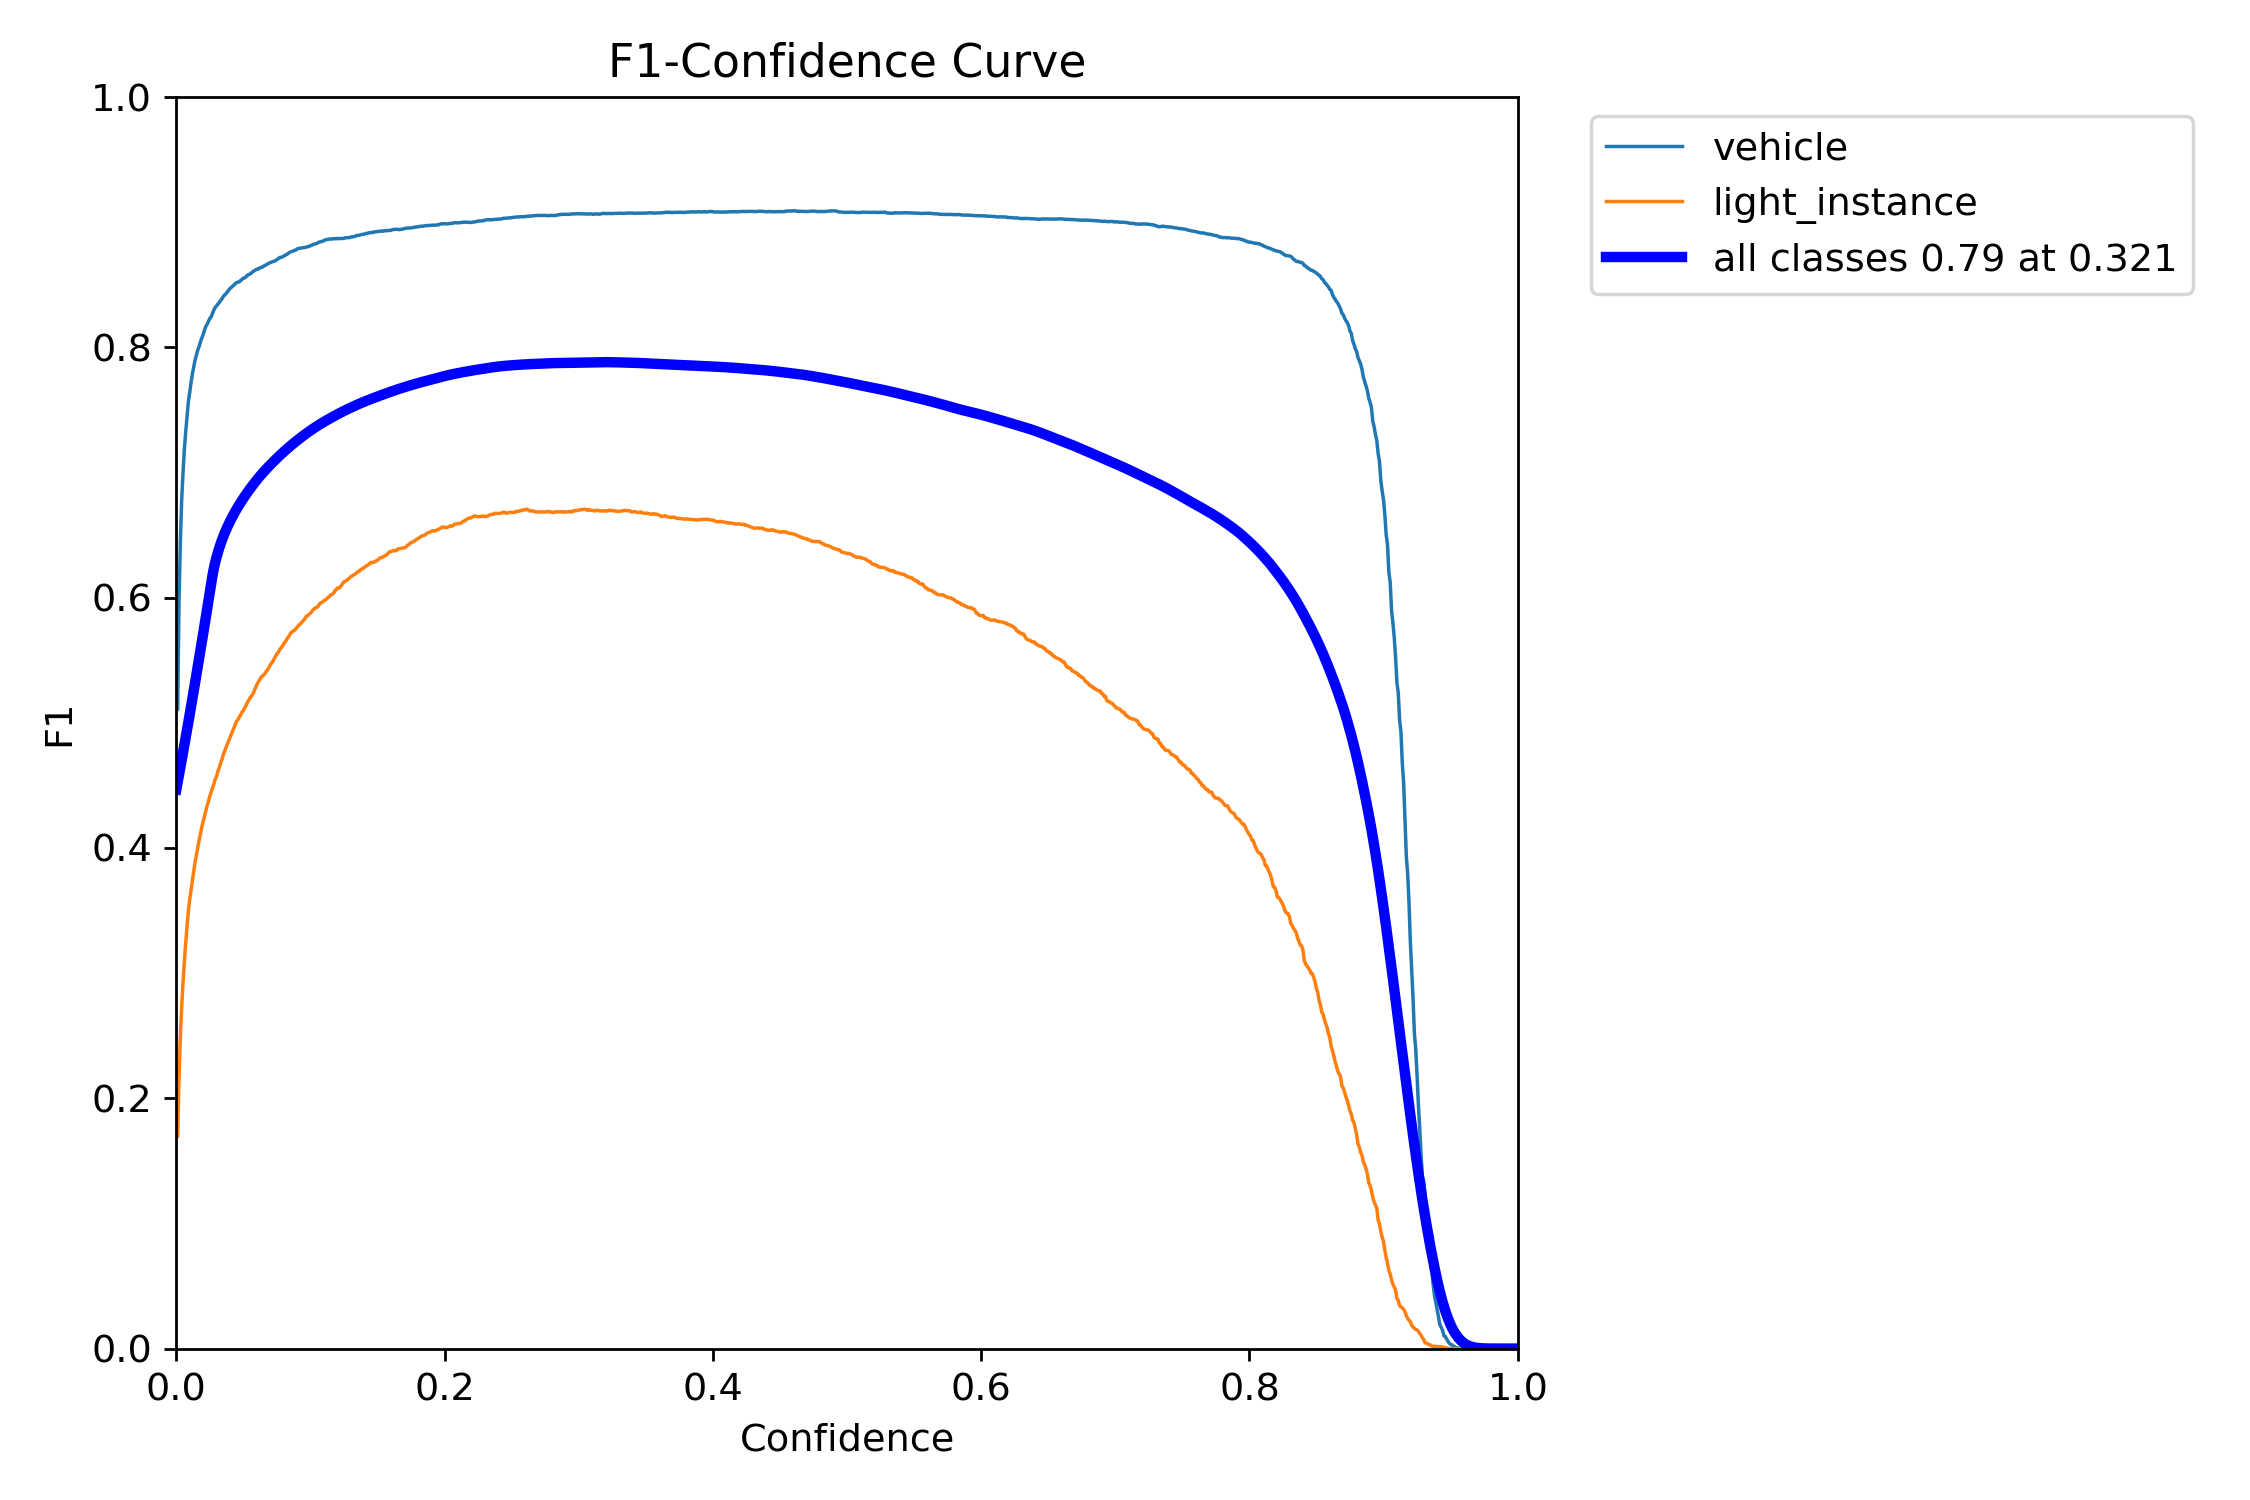 F1-Confidence Curve
vehicle
light_instance
all classes 0.79 at 0.321
1.0
0.8
0.6
0.4
0.2
0.0
F1
0.0 0.2 0.4 0.6 0.8 1.0
Confidence